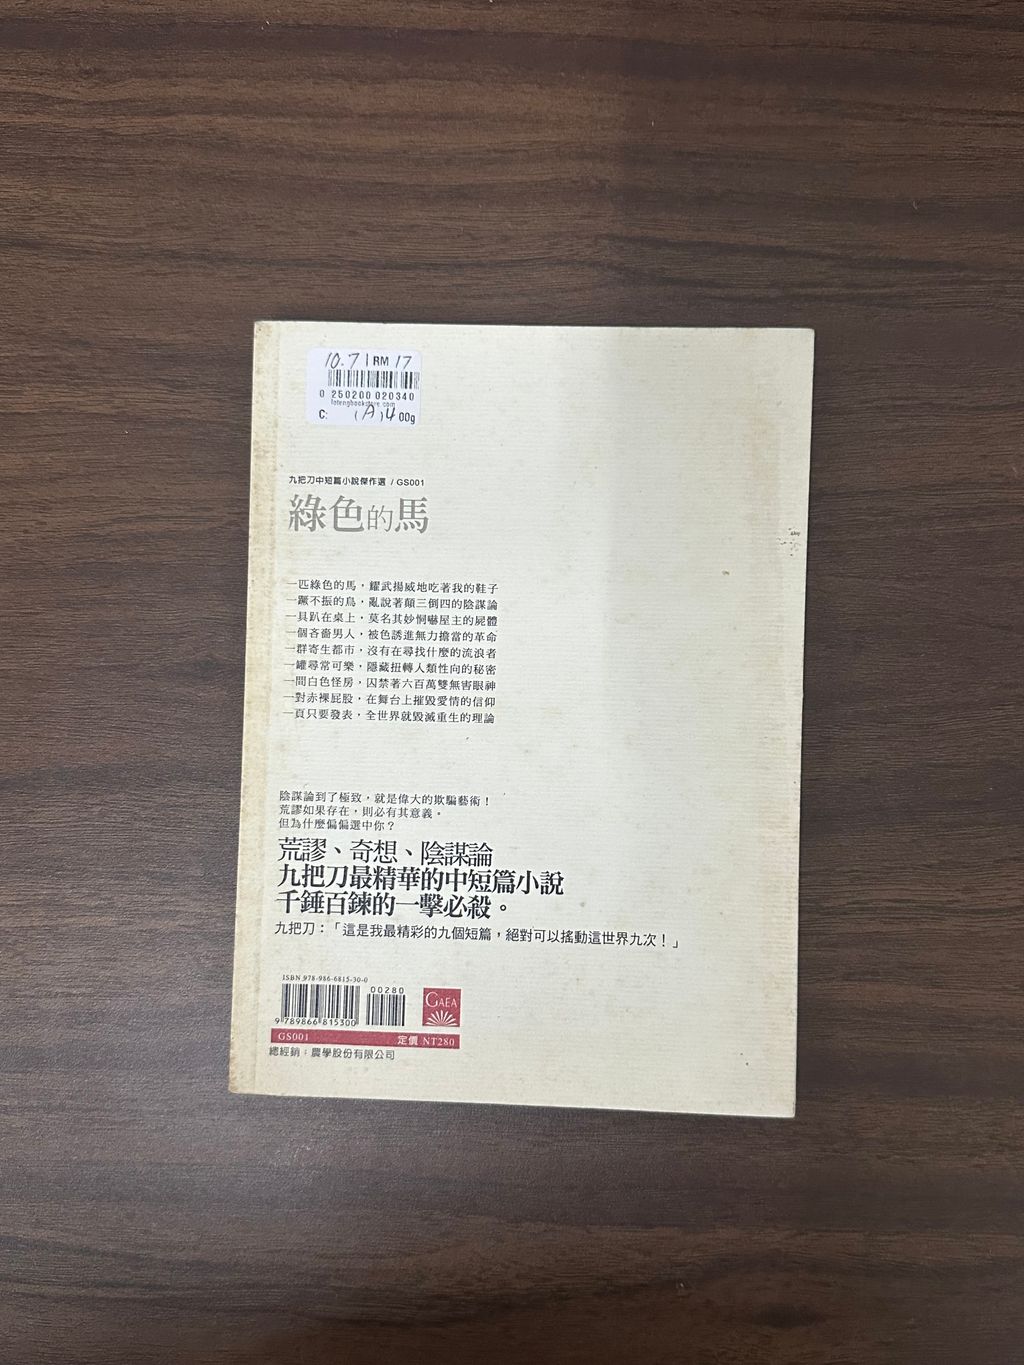 10.7 RM 17
0 250200 020340
lotengbookstore.com
C: (A) 400g
九把刀中短篇小說傑作選 / GS001
綠色的馬
一匹綠色的馬，耀武揚威地吃著我的鞋子
一蹶不振的鳥，亂說著顛三倒四的陰謀論
一具趴在桌上，莫名其妙恫嚇屋主的屍體
一個吝嗇男人，被色誘進無力擔當的革命
一群寄生都市，沒有在尋找什麼的流浪者
一罐尋常可樂，隱藏扭轉人類性向的秘密
一間白色怪房，囚禁著六百萬雙無害眼神
一對赤裸屁股，在舞台上摧毀愛情的信仰
一頁只要發表，全世界就毀滅重生的理論
陰謀論到了極致，就是偉大的欺騙藝術！
荒謬如果存在，則必有其意義。
但為什麼偏偏選中你？
荒謬、奇想、陰謀論
九把刀最精華的中短篇小說
千錘百鍊的一擊必殺。
九把刀：「這是我最精彩的九個短篇，絕對可以搖動這世界九次！」
ISBN 978-986-6815-30-0
00280
9 789866 815300
GAEA
GS001 定價 NT280
總經銷：農學股份有限公司